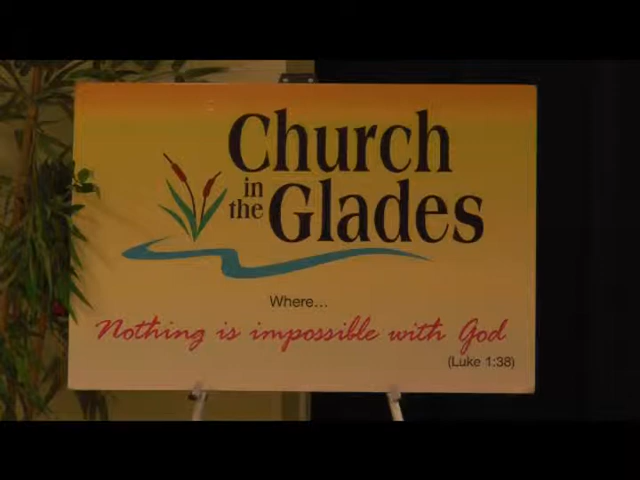 Church
in the Glades
Where...
Nothing is impossible with God
(Luke 1:38)